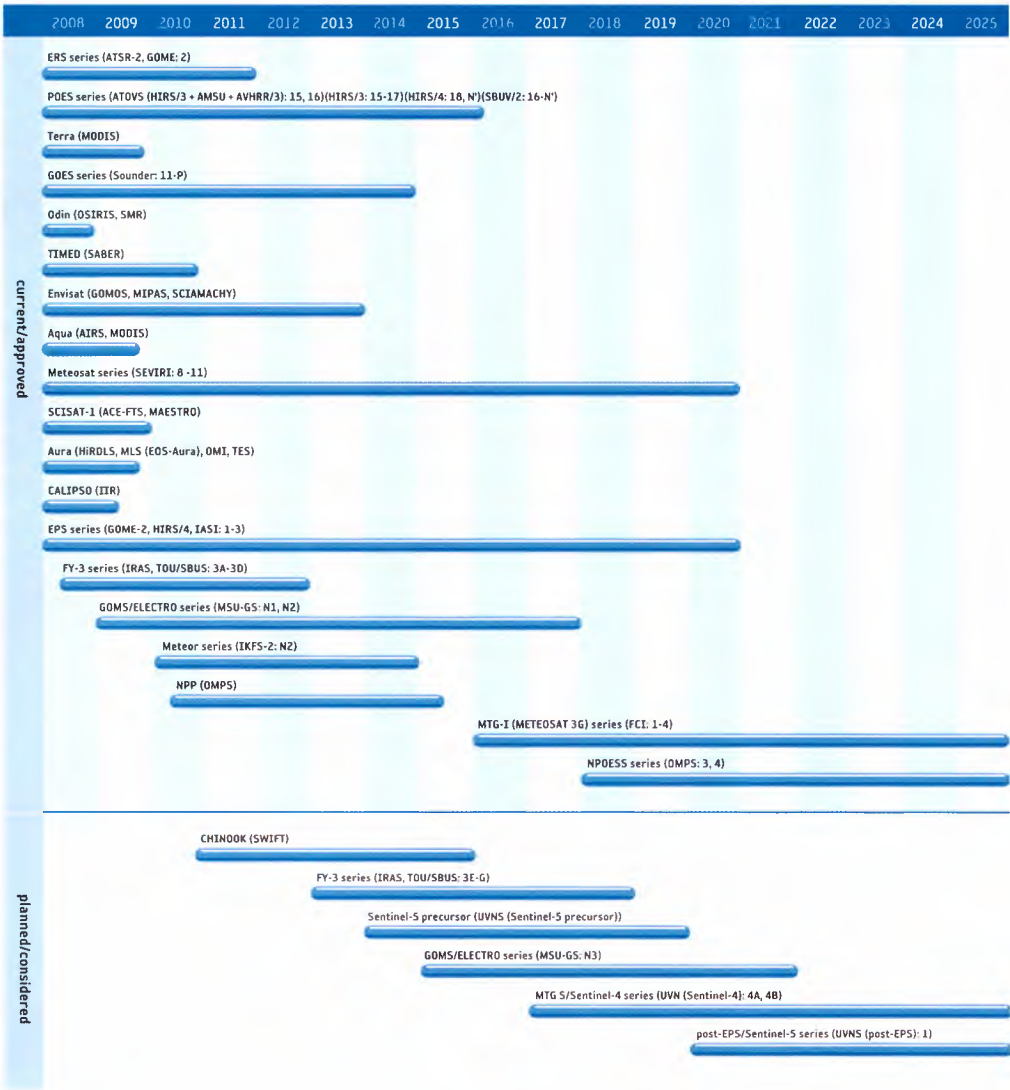 2008 2009 2010 2011 2012 2013 2014 2015 2016 2017 2018 2019 2020 2021 2022 2023 2024 2025
current/approved
ERS series (ATSR-2, GOME: 2)
POES series (ATOVS (HIRS/3 + AMSU + AVHRR/3): 15, 16)(HIRS/3: 15-17)(HIRS/4: 18, N')(SBUV/2: 16-N')
Terra (MODIS)
GOES series (Sounder: 11-P)
Odin (OSIRIS, SMR)
TIMED (SABER)
Envisat (GOMOS, MIPAS, SCIAMACHY)
Aqua (AIRS, MODIS)
Meteosat series (SEVIRI: 8 -11)
SCISAT-1 (ACE-FTS, MAESTRO)
Aura (HiRDLS, MLS (EOS-Aura), OMI, TES)
CALIPSO (IIR)
EPS series (GOME-2, HIRS/4, IASI: 1-3)
FY-3 series (IRAS, TOU/SBUS: 3A-3D)
GOMS/ELECTRO series (MSU-GS: N1, N2)
Meteor series (IKFS-2: N2)
NPP (OMPS)
MTG-I (METEOSAT 3G) series (FCI: 1-4)
NPOESS series (OMPS: 3, 4)
planned/considered
CHINOOK (SWIFT)
FY-3 series (IRAS, TOU/SBUS: 3E-G)
Sentinel-5 precursor (UVNS (Sentinel-5 precursor))
GOMS/ELECTRO series (MSU-GS: N3)
MTG S/Sentinel-4 series (UVN (Sentinel-4): 4A, 4B)
post-EPS/Sentinel-5 series (UVNS (post-EPS): 1)